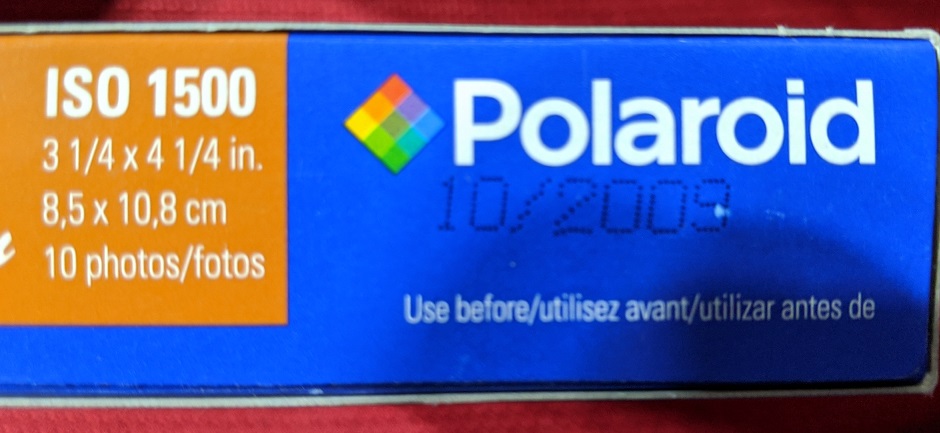 ISO 1500
3 1/4 x 4 1/4 in.
8,5 x 10,8 cm
10 photos/fotos
Polaroid
10/2009
Use before/utilisez avant/utilizar antes de